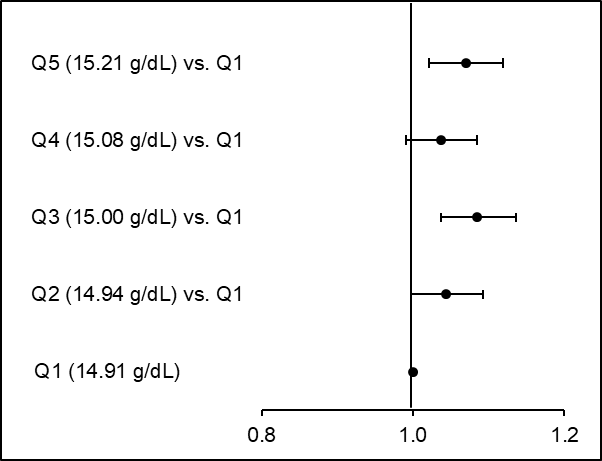 Q5 (15.21 g/dL) vs. Q1
Q4 (15.08 g/dL) vs. Q1
Q3 (15.00 g/dL) vs. Q1
Q2 (14.94 g/dL) vs. Q1
Q1 (14.91 g/dL)
0.8 1.0 1.2